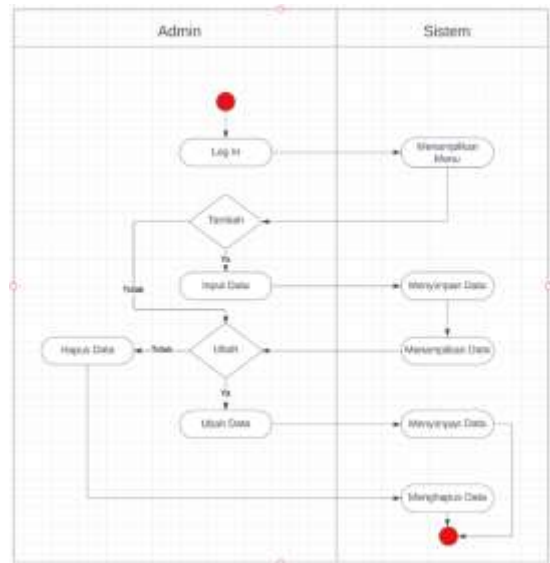 Admin
Sistem
Log In
Menampilkan
Menu
Tambah
Ya
Input Data
Menyimpan Data
Tidak
Hapus Data
Tidak
Ubah
Menampilkan Data
Ya
Ubah Data
Menyimpan Data
Menghapus Data